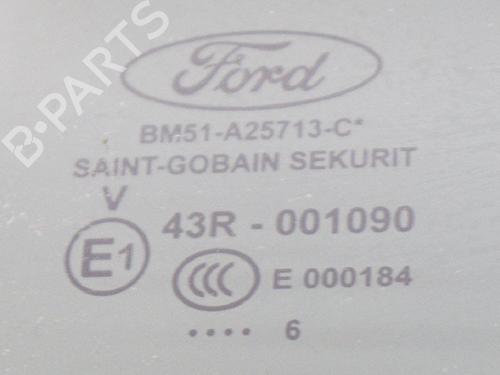 B-PARTS
Ford
BM51-A25713-C*
SAINT-GOBAIN SEKURIT
V
E1
43R - 001090
CCC
E 000184
.... 6